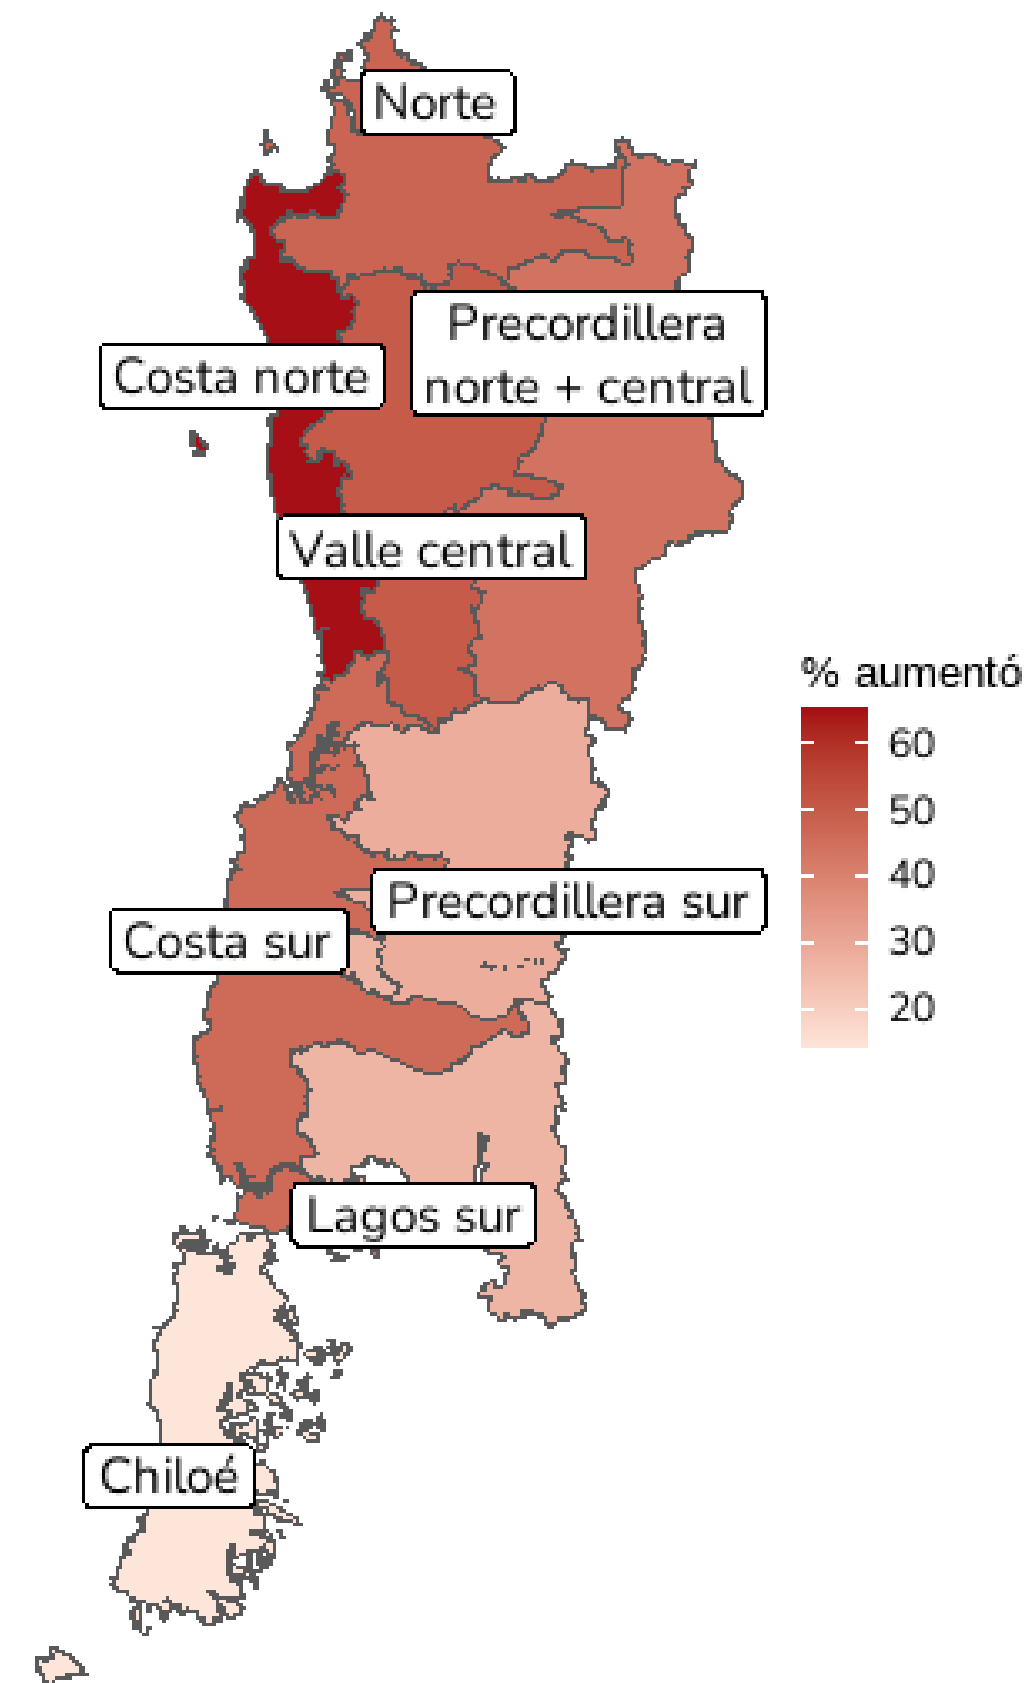 Norte
Precordillera
norte + central
Costa norte
Valle central
% aumentó
60
50
40
30
20
Precordillera sur
Costa sur
Lagos sur
Chiloé